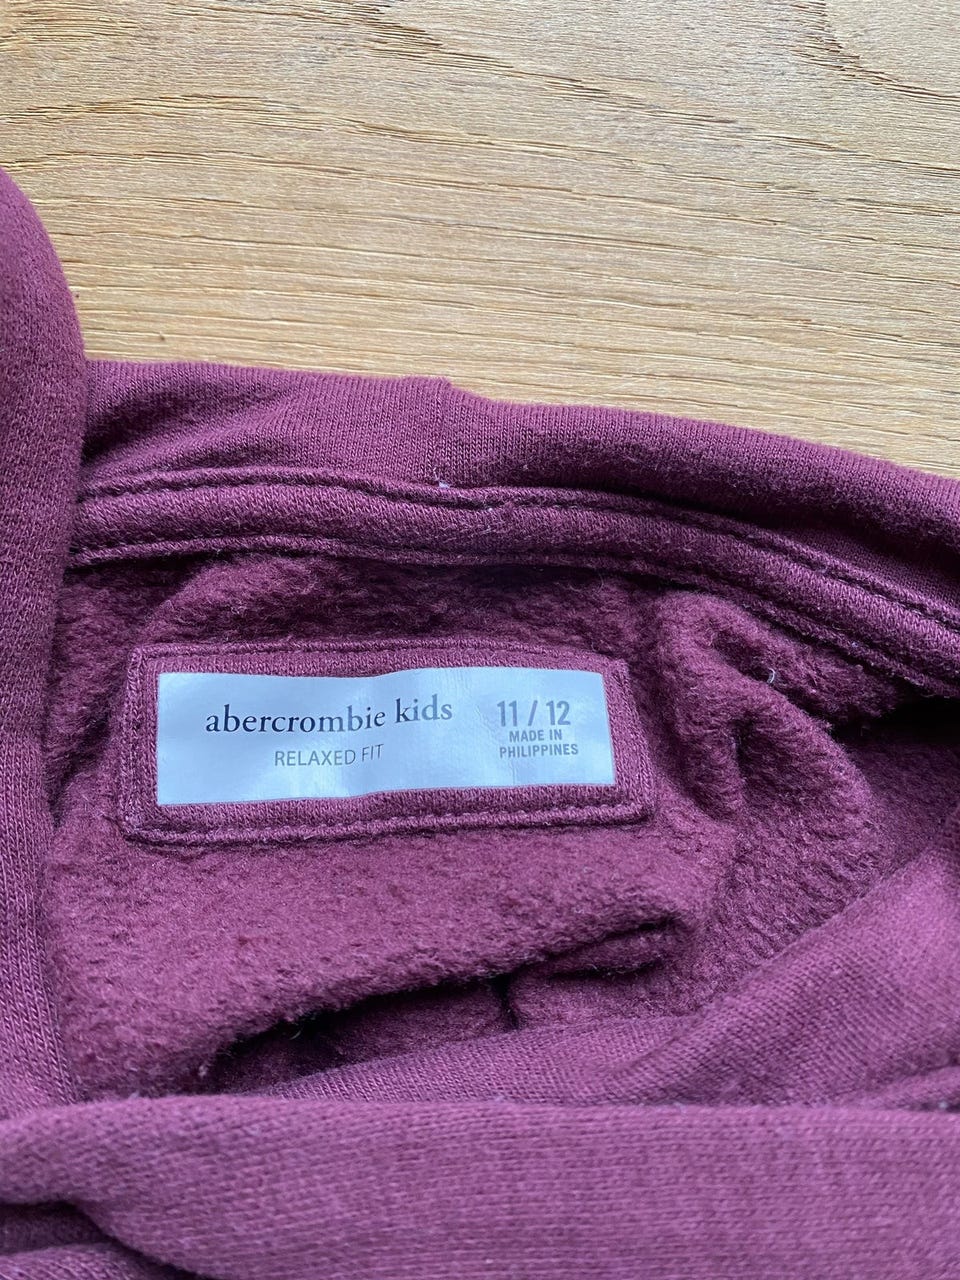 abercrombie kids
RELAXED FIT
11 / 12
MADE IN
PHILIPPINES